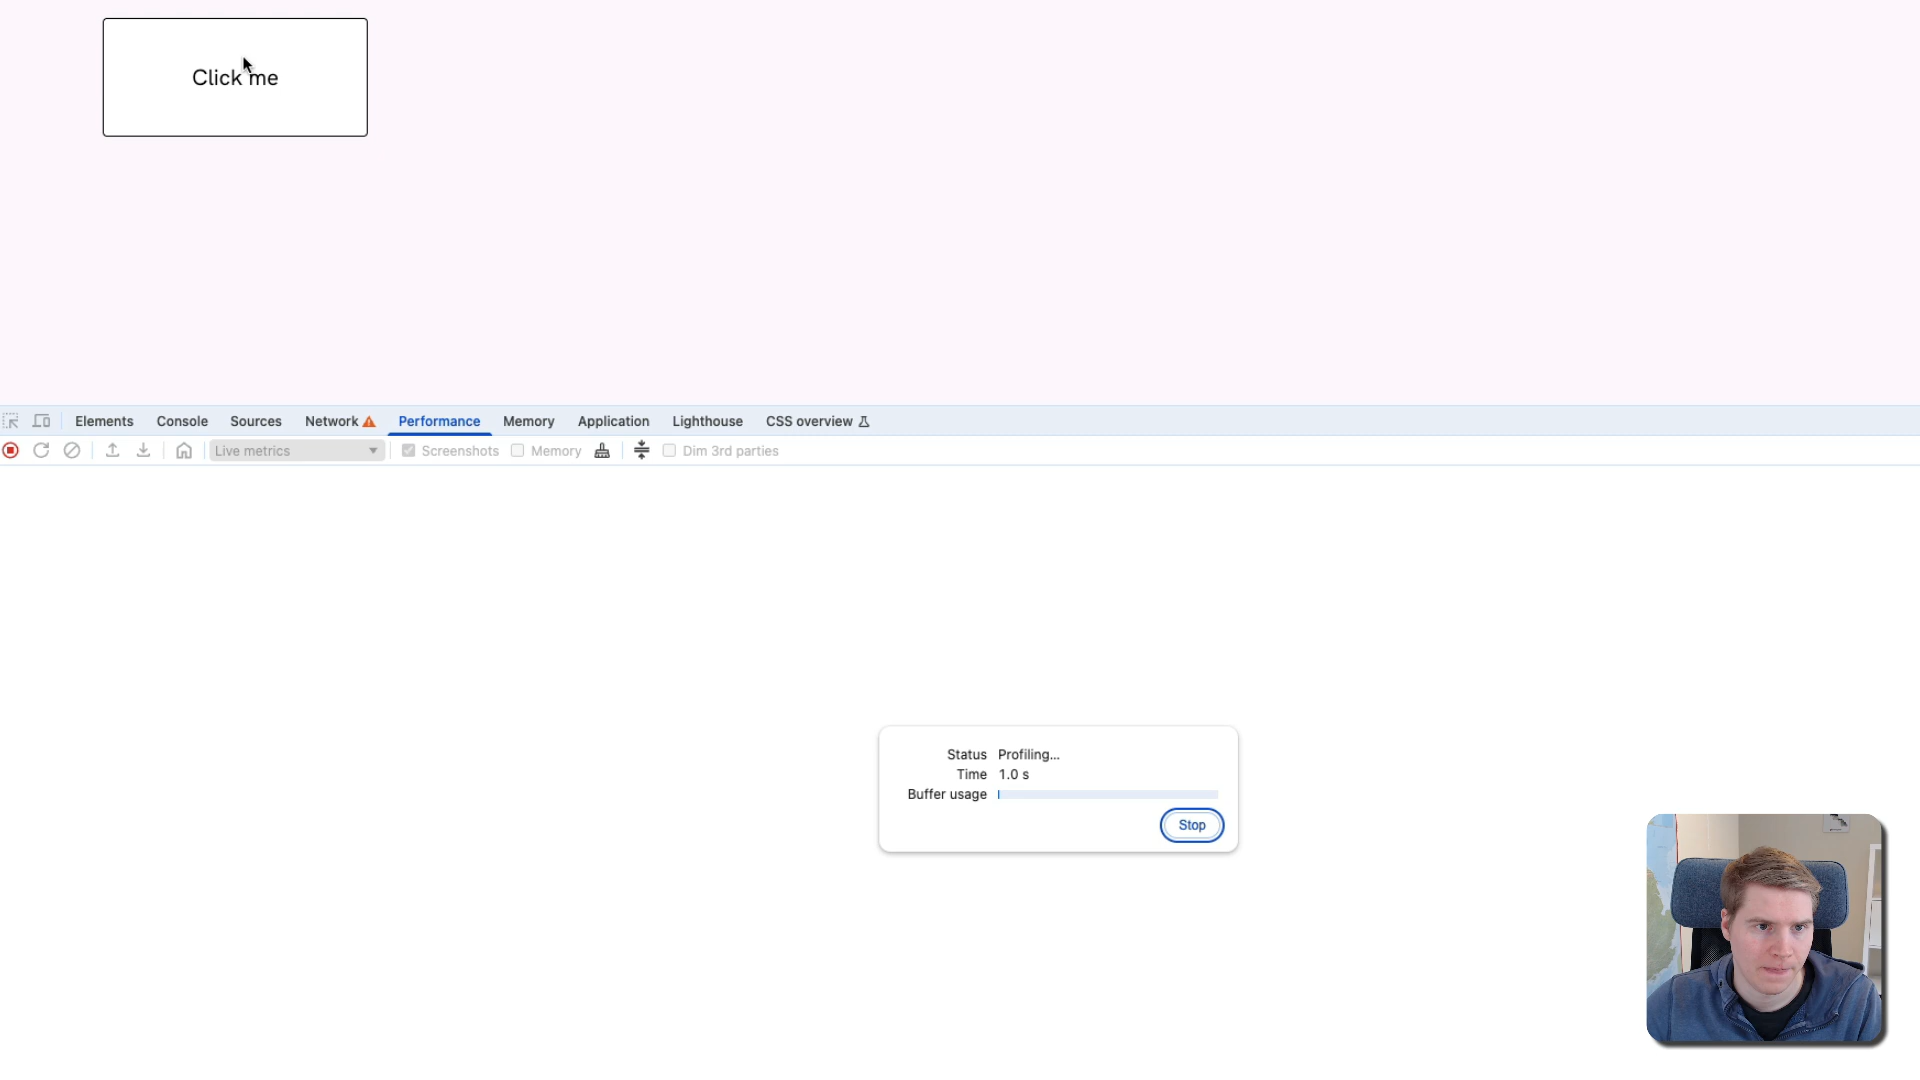 Click me
Elements Console Sources Network Performance Memory Application Lighthouse CSS overview
Live metrics Screenshots Memory Dim 3rd parties
Status Profiling...
Time 1.0 s
Buffer usage
Stop